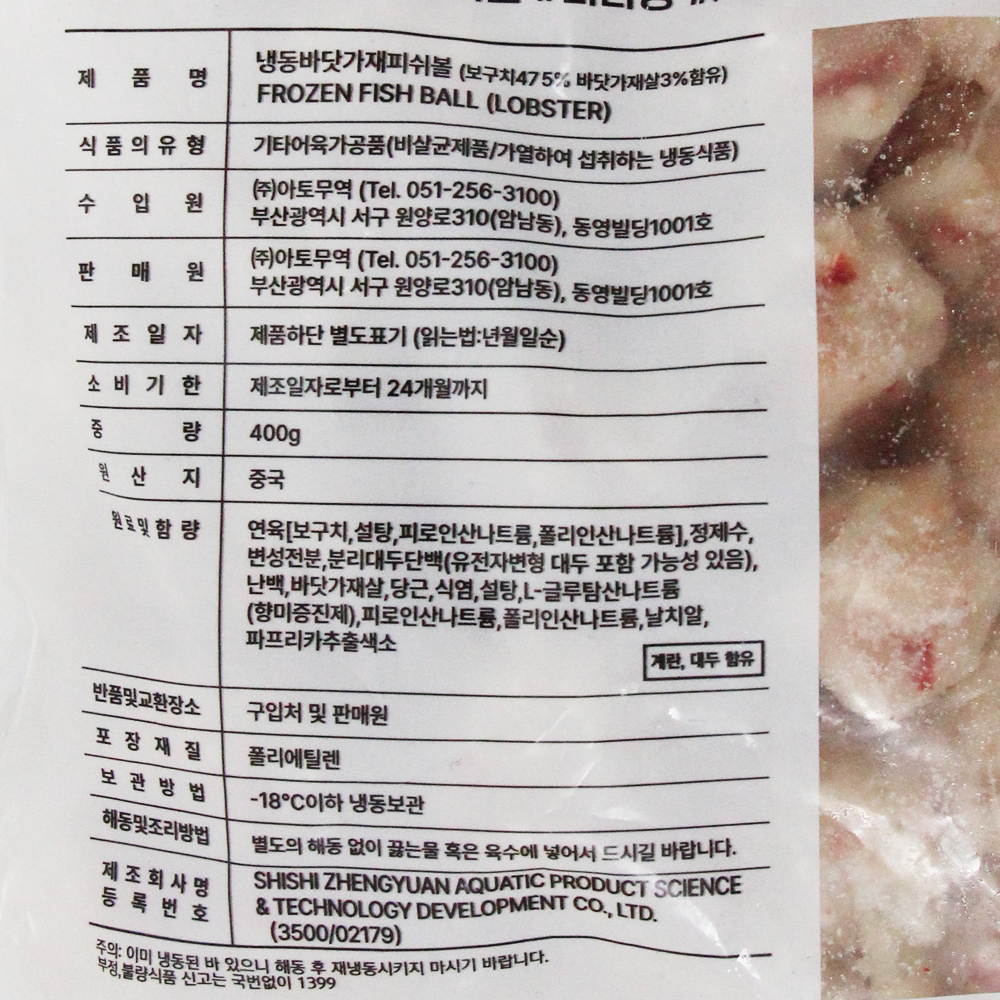 제 품 명
냉동바닷가재피쉬볼 (보구치47.5% 바닷가재살3%함유)
FROZEN FISH BALL (LOBSTER)
식품의유형
기타어육가공품(비살균제품/가열하여 섭취하는 냉동식품)
수 입 원
㈜아토무역 (Tel. 051-256-3100)
부산광역시 서구 원양로310(암남동), 동영빌딩1001호
판 매 원
㈜아토무역 (Tel. 051-256-3100)
부산광역시 서구 원양로310(암남동), 동영빌딩1001호
제 조 일 자
제품하단 별도표기 (읽는법:년월일순)
소 비 기 한
제조일자로부터 24개월까지
중 량
400g
원 산 지
중국
원료및함량
연육[보구치,설탕,피로인산나트륨,폴리인산나트륨],정제수,
변성전분,분리대두단백(유전자변형 대두 포함 가능성 있음),
난백,바닷가재살,당근,식염,설탕,L-글루탐산나트륨
(향미증진제),피로인산나트륨,폴리인산나트륨,날치알,
파프리카추출색소
계란, 대두 함유
반품및교환장소
구입처 및 판매원
포 장 재 질
폴리에틸렌
보 관 방 법
-18°C이하 냉동보관
해동및조리방법
별도의 해동 없이 끓는물 혹은 육수에 넣어서 드시길 바랍니다.
제 조 회 사 명
등 록 번 호
SHISHI ZHENGYUAN AQUATIC PRODUCT SCIENCE
& TECHNOLOGY DEVELOPMENT CO., LTD.
(3500/02179)
주의: 이미 냉동된 바 있으니 해동 후 재냉동시키지 마시기 바랍니다.
부정,불량식품 신고는 국번없이 1399